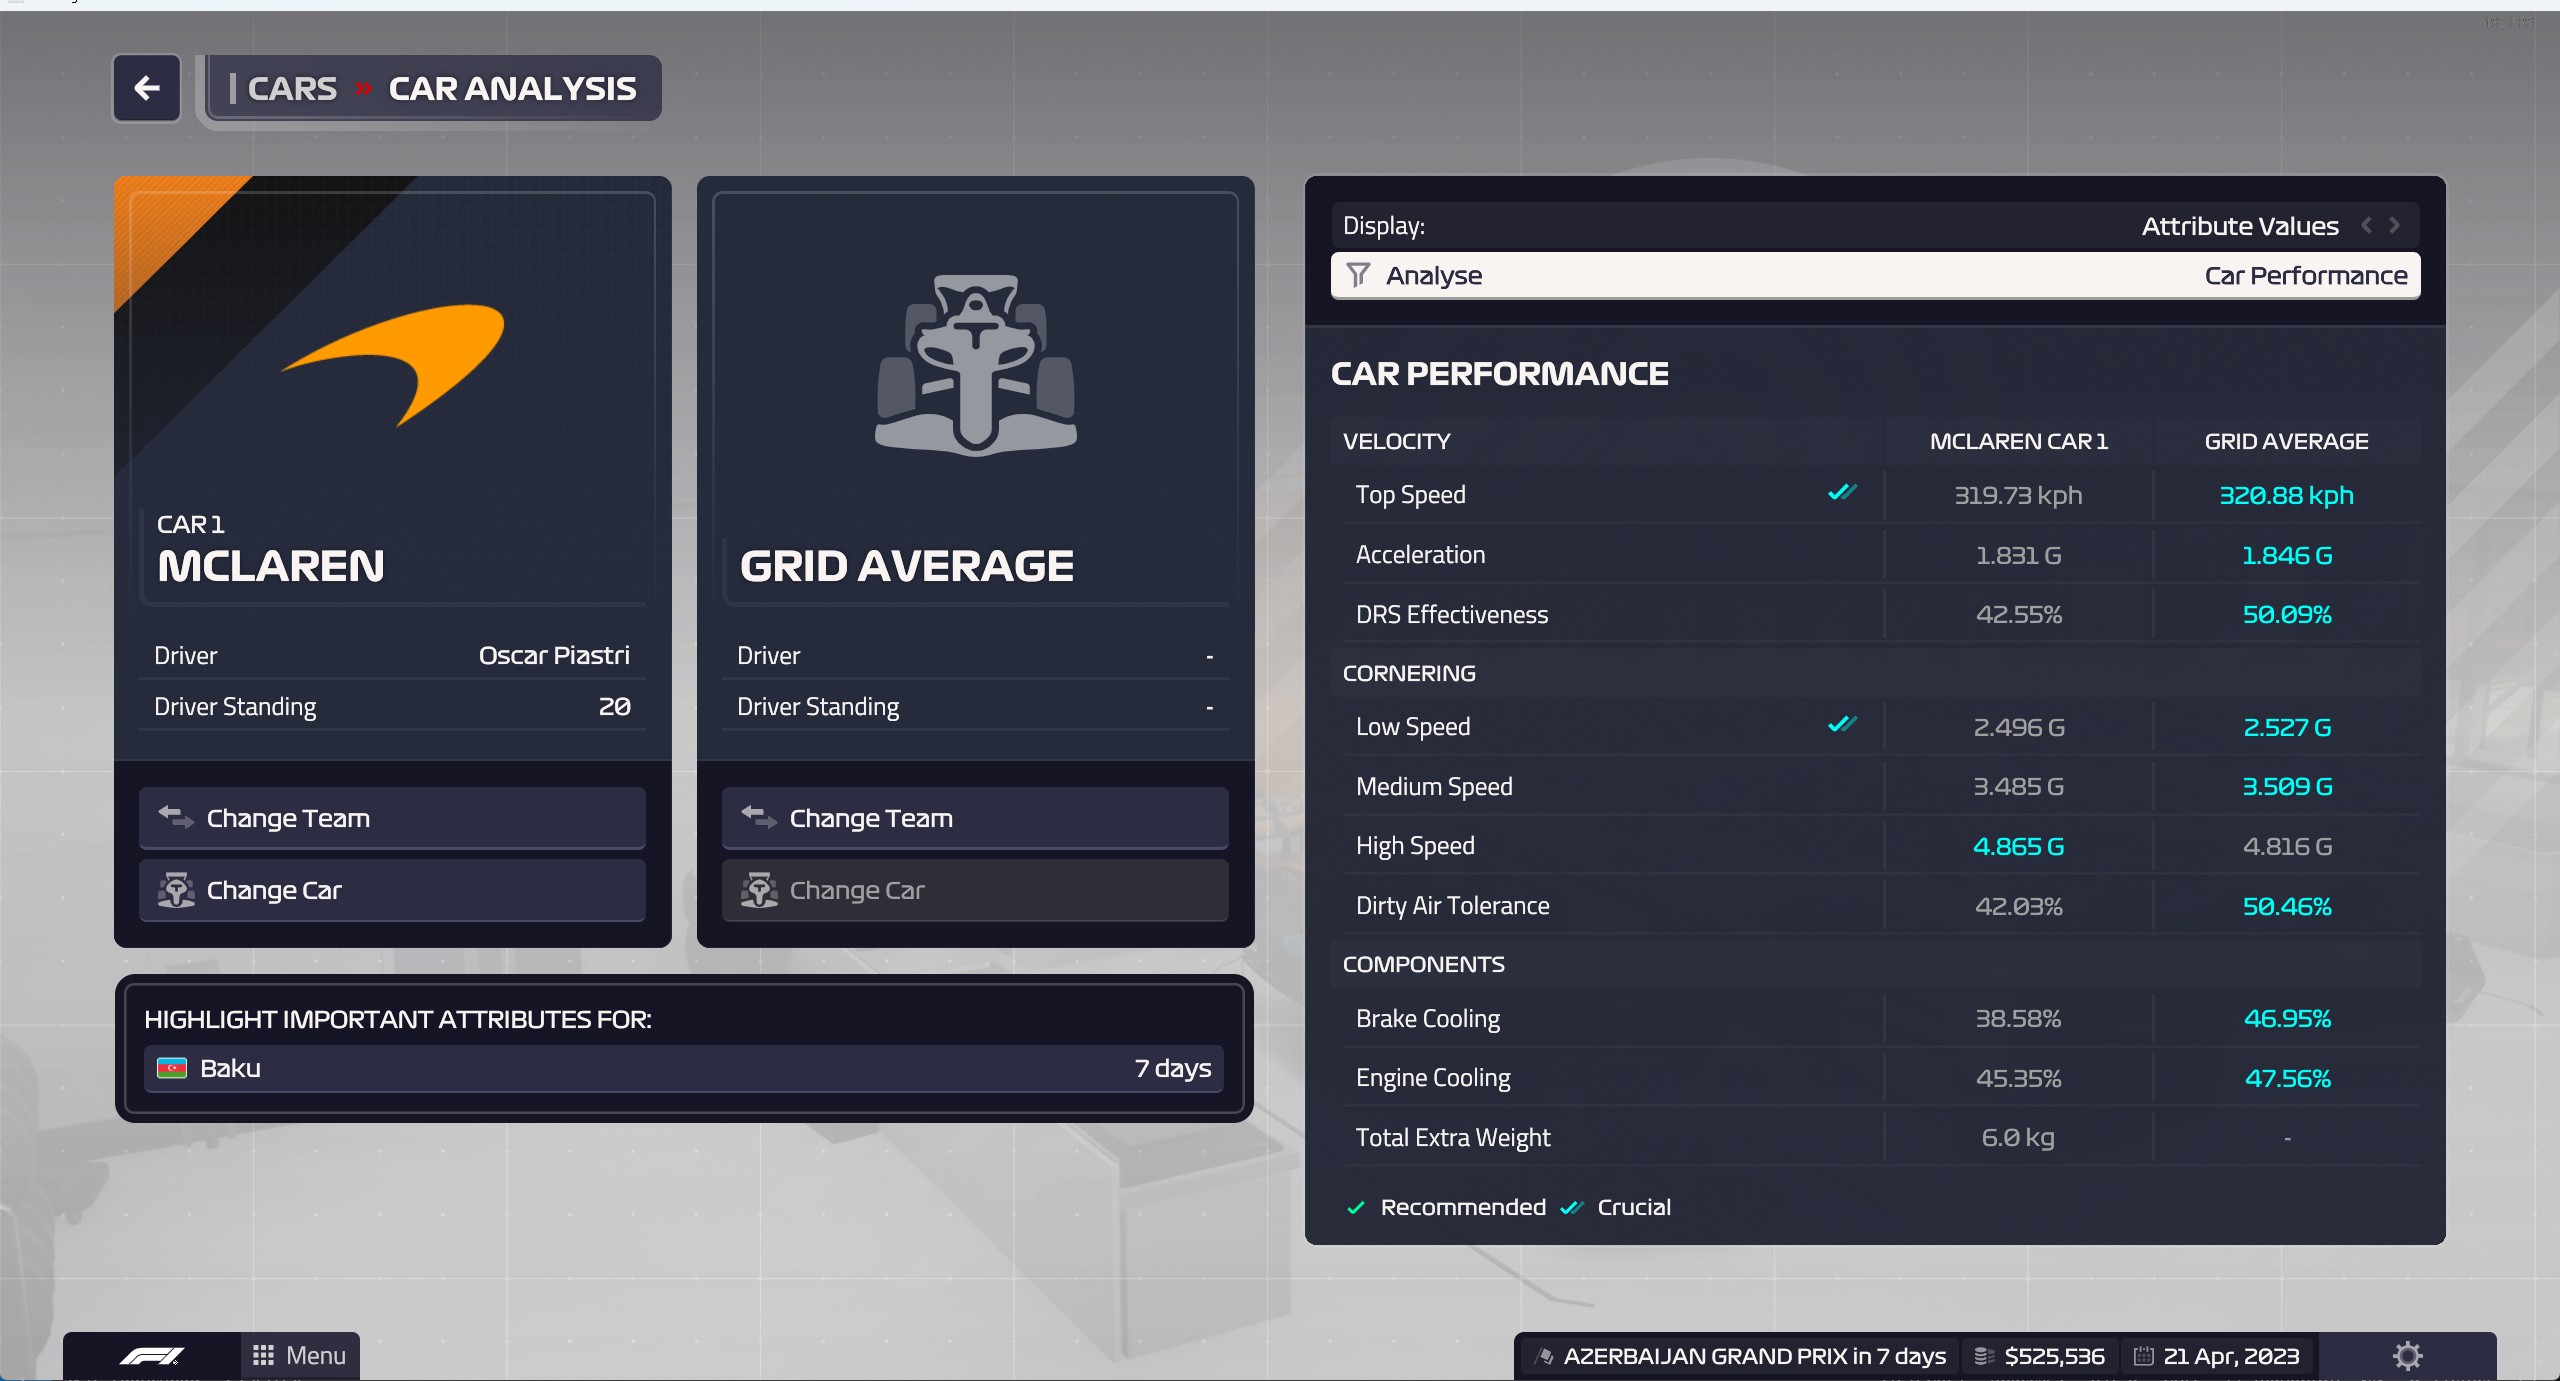 CARS » CAR ANALYSIS
CAR 1
MCLAREN
Driver Oscar Piastri
Driver Standing 20
Change Team
Change Car
GRID AVERAGE
Driver -
Driver Standing -
Change Team
Change Car
HIGHLIGHT IMPORTANT ATTRIBUTES FOR:
Baku 7 days
Display: Attribute Values
Analyse Car Performance
CAR PERFORMANCE
VELOCITY MCLAREN CAR 1 GRID AVERAGE
Top Speed 319.73 kph 320.88 kph
Acceleration 1.831 G 1.846 G
DRS Effectiveness 42.55% 50.09%
CORNERING
Low Speed 2.496 G 2.527 G
Medium Speed 3.485 G 3.509 G
High Speed 4.865 G 4.816 G
Dirty Air Tolerance 42.03% 50.46%
COMPONENTS
Brake Cooling 38.58% 46.95%
Engine Cooling 45.35% 47.56%
Total Extra Weight 6.0 kg -
Recommended Crucial
F1 Menu
AZERBAIJAN GRAND PRIX in 7 days $525,536 21 Apr, 2023